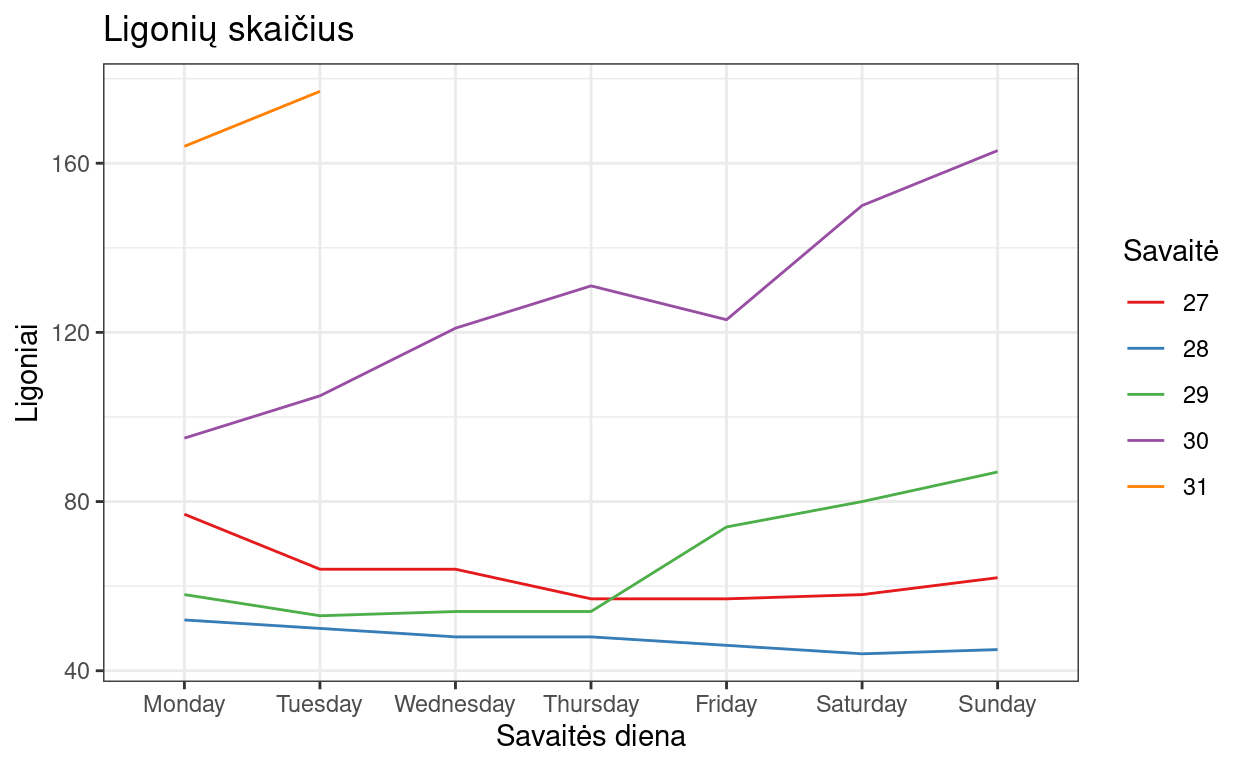 Ligonių skaičius
160
120
80
40
Ligoniai
Monday Tuesday Wednesday Thursday Friday Saturday Sunday
Savaitės diena
Savaitė
27
28
29
30
31